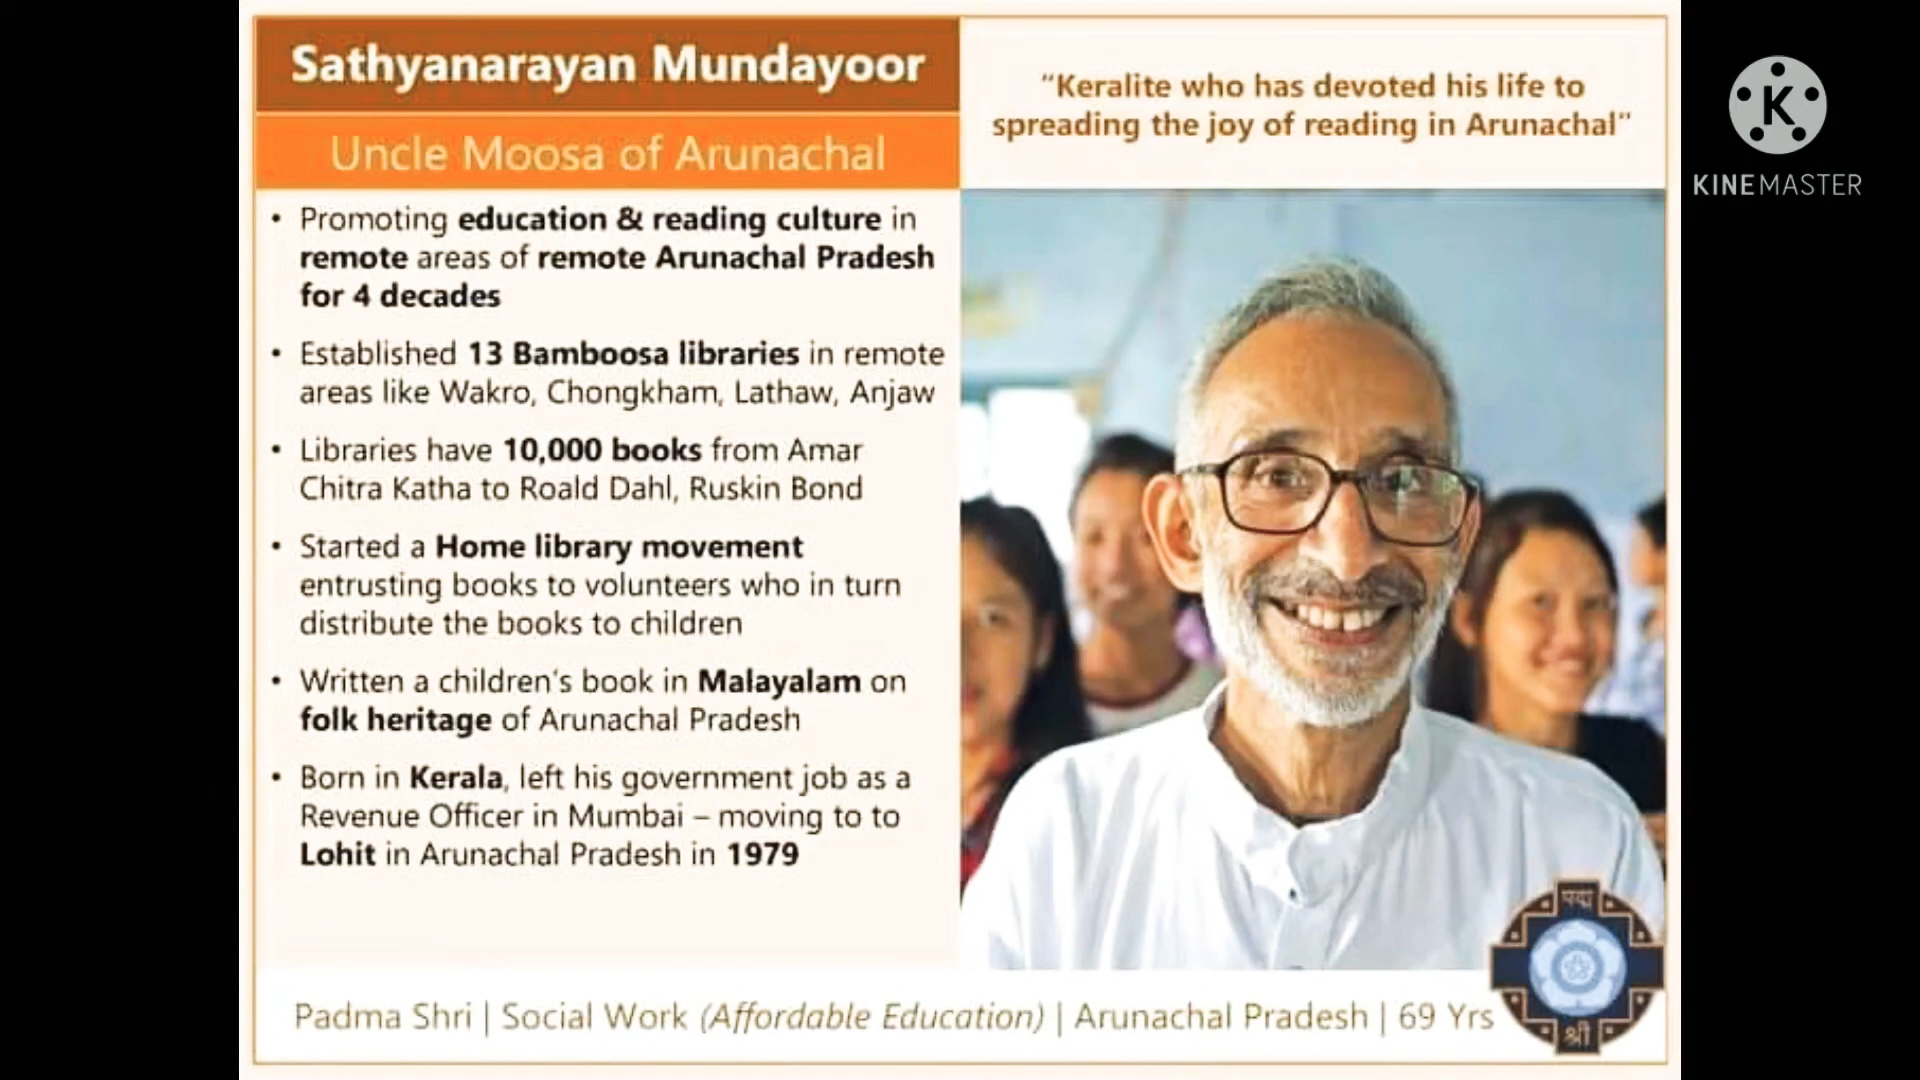 Sathyanarayan Mundayoor
Uncle Moosa of Arunachal
"Keralite who has devoted his life to
spreading the joy of reading in Arunachal"
KINEMASTER
• Promoting education & reading culture in
remote areas of remote Arunachal Pradesh
for 4 decades
• Established 13 Bamboosa libraries in remote
areas like Wakro, Chongkham, Lathaw, Anjaw
• Libraries have 10,000 books from Amar
Chitra Katha to Roald Dahl, Ruskin Bond
• Started a Home library movement
entrusting books to volunteers who in turn
distribute the books to children
• Written a children's book in Malayalam on
folk heritage of Arunachal Pradesh
• Born in Kerala, left his government job as a
Revenue Officer in Mumbai – moving to to
Lohit in Arunachal Pradesh in 1979
पद्म
श्री
Padma Shri | Social Work (Affordable Education) | Arunachal Pradesh | 69 Yrs